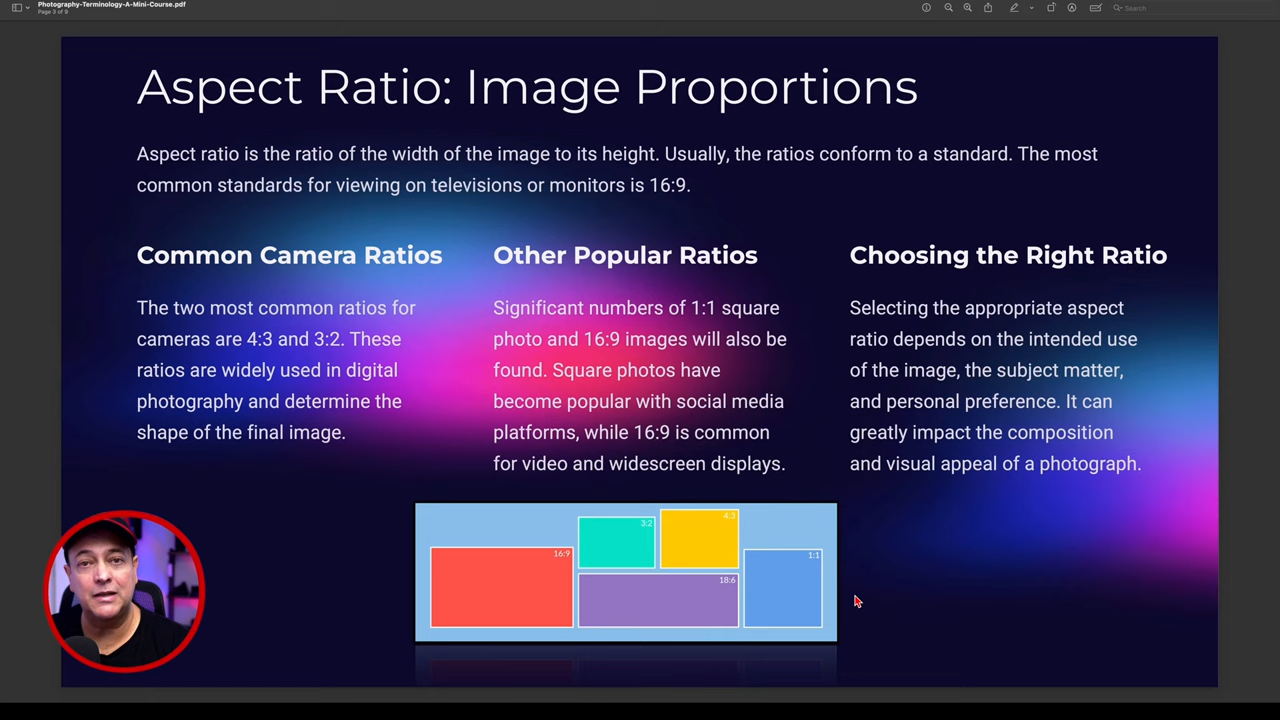 Photography-Terminology-A-Mini-Course.pdf
Page 3 of 9
Search
Aspect Ratio: Image Proportions
Aspect ratio is the ratio of the width of the image to its height. Usually, the ratios conform to a standard. The most
common standards for viewing on televisions or monitors is 16:9.
Common Camera Ratios
The two most common ratios for
cameras are 4:3 and 3:2. These
ratios are widely used in digital
photography and determine the
shape of the final image.
Other Popular Ratios
Significant numbers of 1:1 square
photo and 16:9 images will also be
found. Square photos have
become popular with social media
platforms, while 16:9 is common
for video and widescreen displays.
Choosing the Right Ratio
Selecting the appropriate aspect
ratio depends on the intended use
of the image, the subject matter,
and personal preference. It can
greatly impact the composition
and visual appeal of a photograph.
16:9
3:2
4:3
18:6
1:1